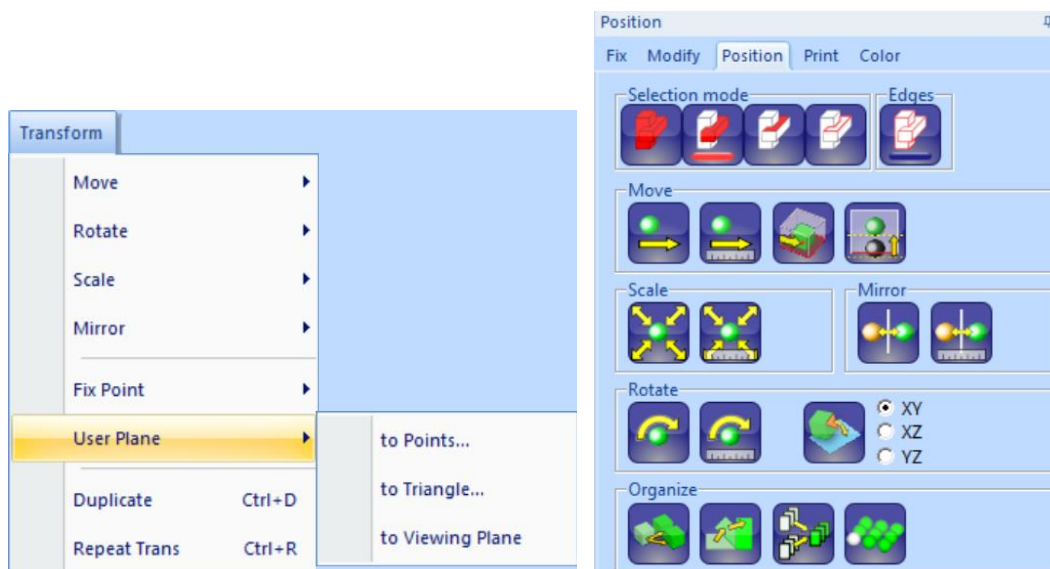 Transform
Move
Rotate
Scale
Mirror
Fix Point
User Plane
to Points...
to Triangle...
to Viewing Plane
Duplicate Ctrl+D
Repeat Trans Ctrl+R
Position
Fix Modify Position Print Color
Selection mode Edges
Move
Scale Mirror
Rotate
XY
XZ
YZ
Organize